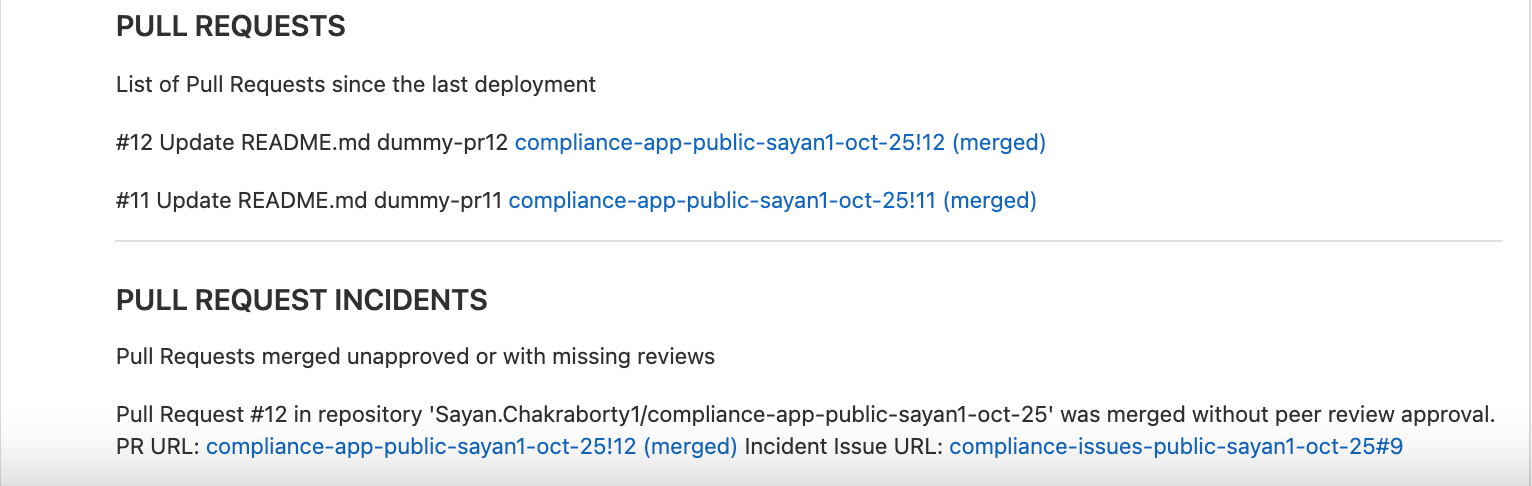 PULL REQUESTS
List of Pull Requests since the last deployment
#12 Update README.md dummy-pr12 compliance-app-public-sayan1-oct-25!12 (merged)
#11 Update README.md dummy-pr11 compliance-app-public-sayan1-oct-25!11 (merged)
PULL REQUEST INCIDENTS
Pull Requests merged unapproved or with missing reviews
Pull Request #12 in repository 'Sayan.Chakraborty1/compliance-app-public-sayan1-oct-25' was merged without peer review approval.
PR URL: compliance-app-public-sayan1-oct-25!12 (merged) Incident Issue URL: compliance-issues-public-sayan1-oct-25#9